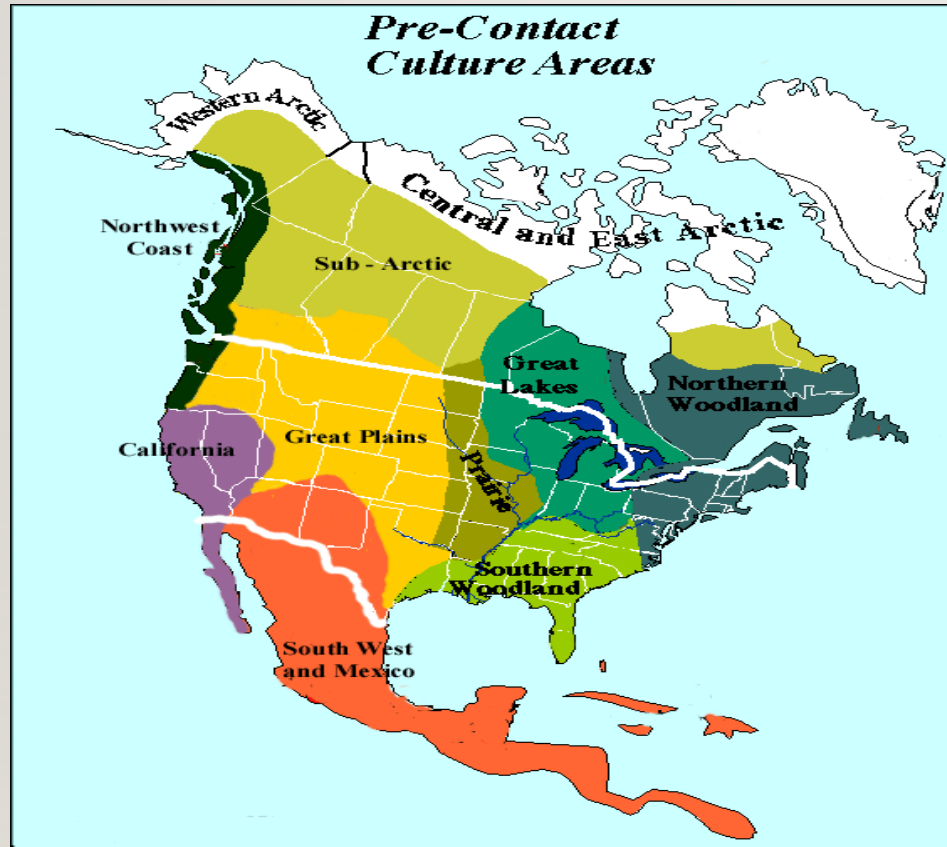 Pre-Contact
Culture Areas
Western Arctic
Central and East Arctic
Northwest
Coast
Sub - Arctic
Great
Lakes
Northern
Woodland
California
Great Plains
Prairie
Southern
Woodland
South West
and Mexico